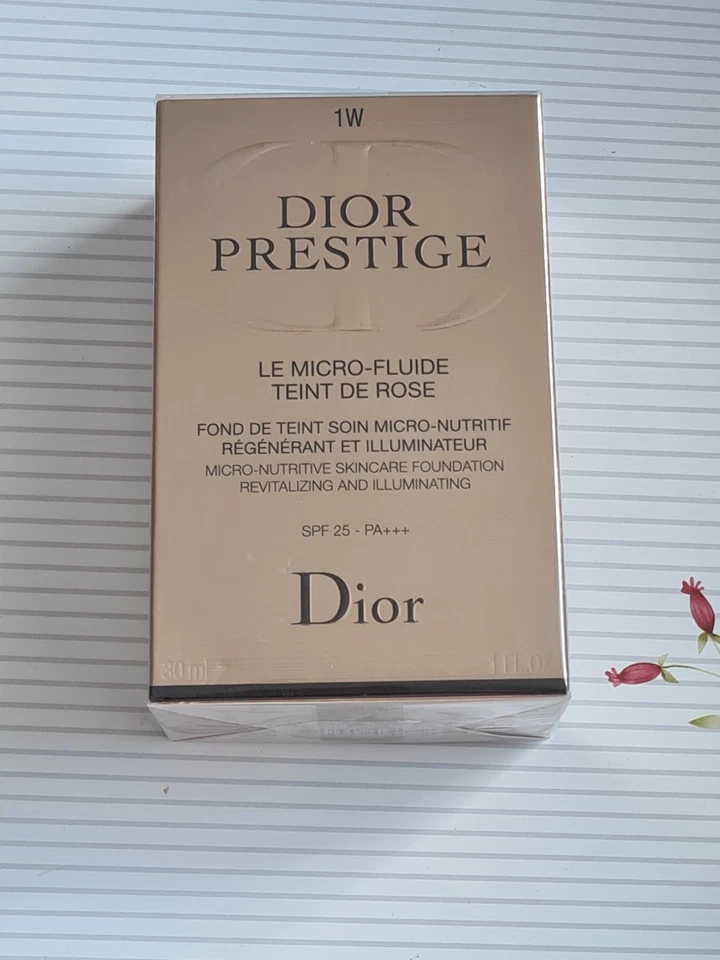 1W
DIOR
PRESTIGE
LE MICRO-FLUIDE
TEINT DE ROSE
FOND DE TEINT SOIN MICRO-NUTRITIF
RÉGÉNÉRANT ET ILLUMINATEUR
MICRO-NUTRITIVE SKINCARE FOUNDATION
REVITALIZING AND ILLUMINATING
SPF 25 - PA+++
Dior
30 ml 1 FL.OZ